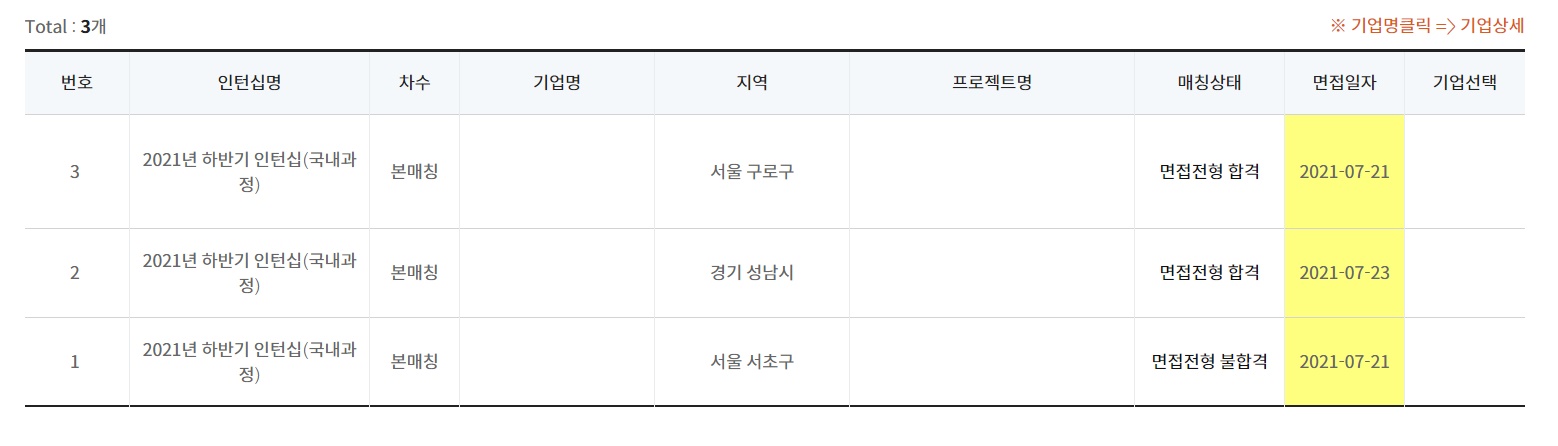 Total : 3개
※ 기업명클릭 => 기업상세
번호 인턴십명 차수 기업명 지역 프로젝트명 매칭상태 면접일자 기업선택
2021년 하반기 인턴십(국내과
3 본매칭 서울 구로구 면접전형 합격 2021-07-21
정)
2021년 하반기 인턴십(국내과
2 본매칭 경기 성남시 면접전형 합격 2021-07-23
정)
2021년 하반기 인턴십(국내과
1 본매칭 서울 서초구 면접전형 불합격 2021-07-21
정)